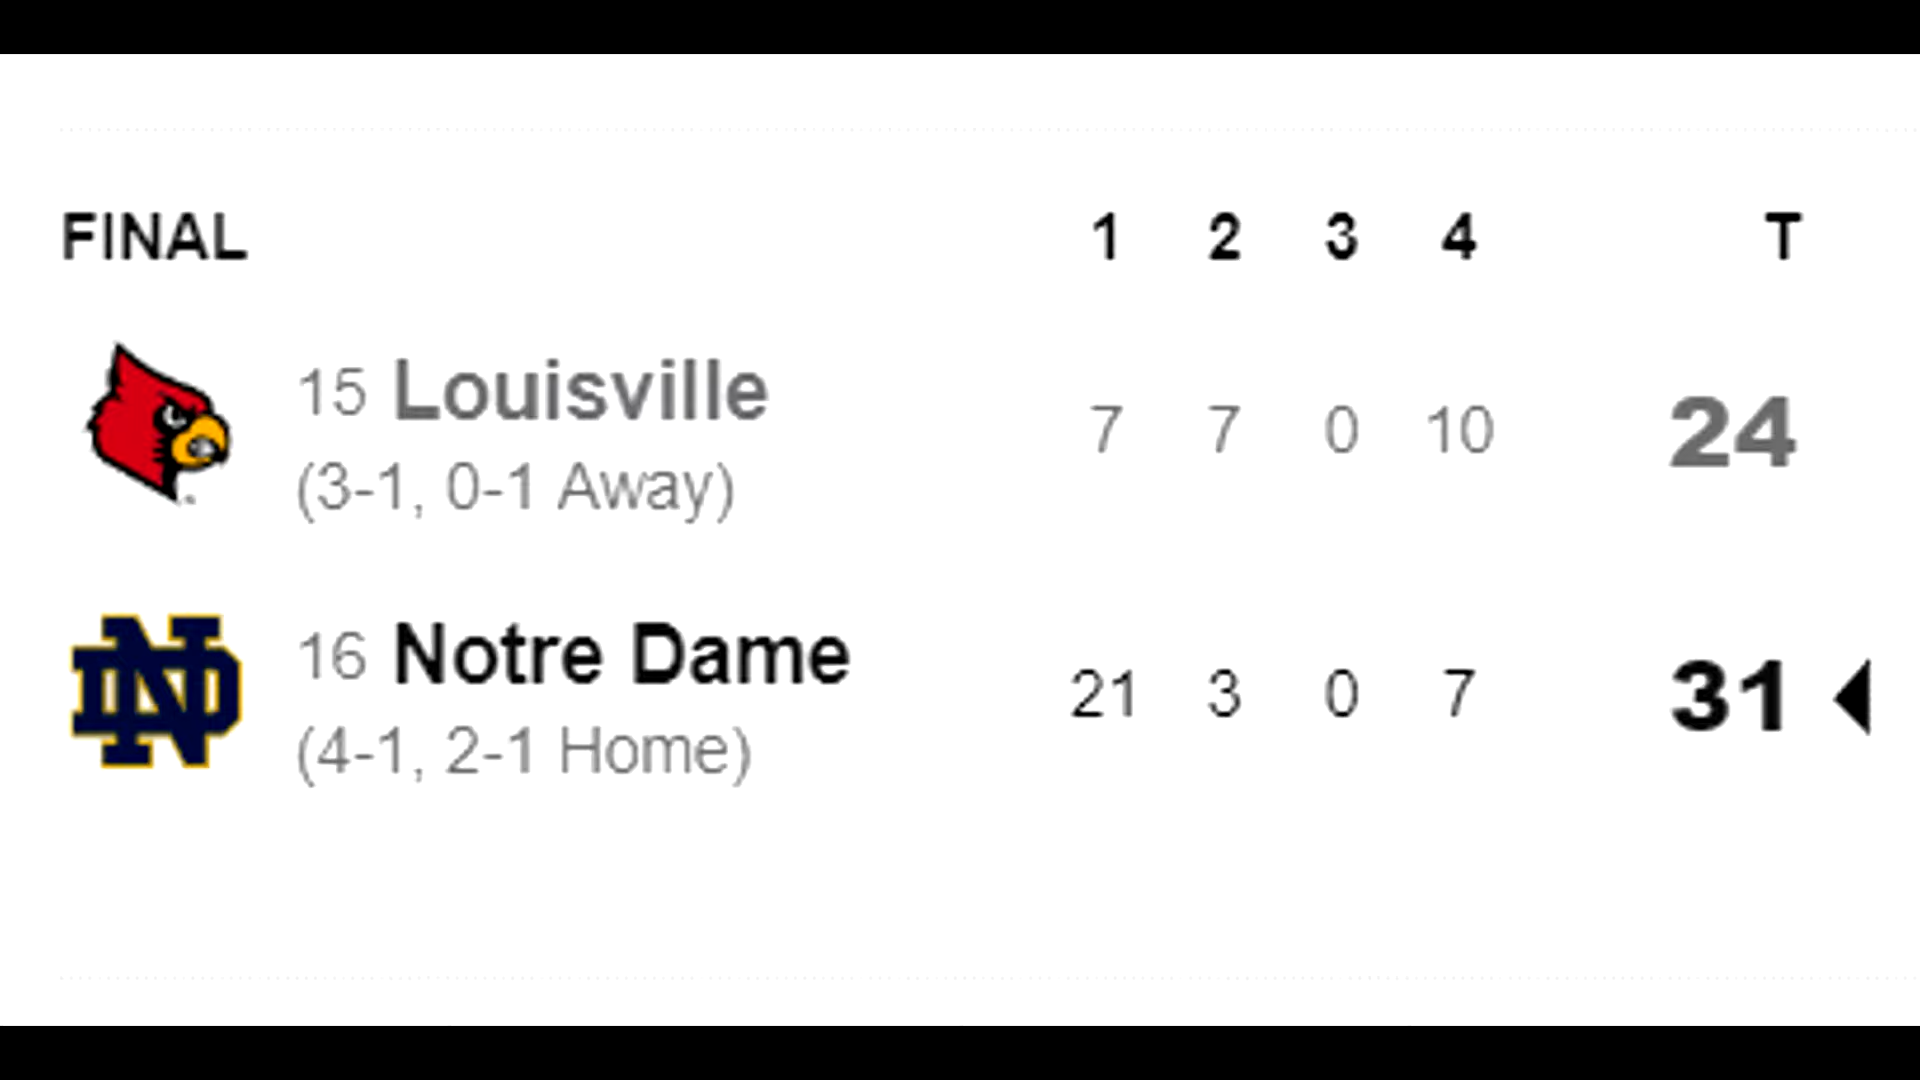 FINAL 1 2 3 4 T
15 Louisville 7 7 0 10 24
(3-1, 0-1 Away)
16 Notre Dame 21 3 0 7 31
(4-1, 2-1 Home)